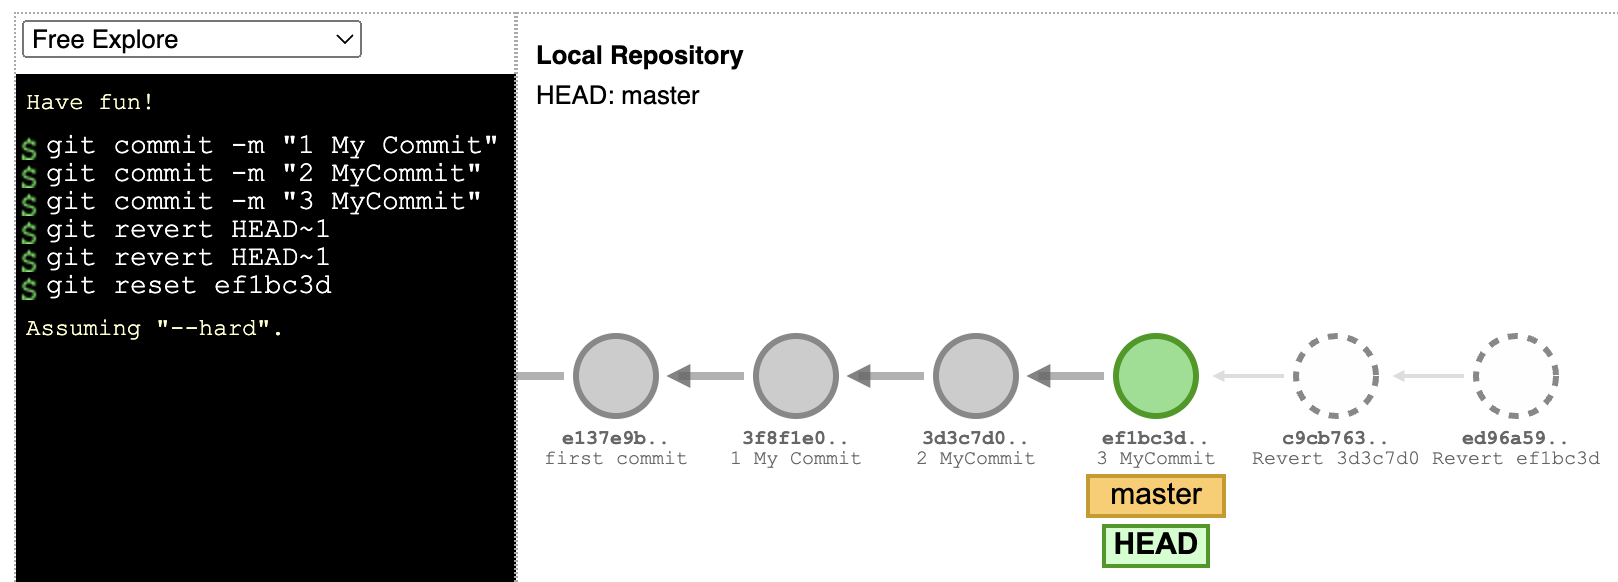 Free Explore
Have fun!
$ git commit -m "1 My Commit"
$ git commit -m "2 MyCommit"
$ git commit -m "3 MyCommit"
$ git revert HEAD~1
$ git revert HEAD~1
$ git reset ef1bc3d
Assuming "--hard".
Local Repository
HEAD: master
e137e9b..
first commit
3f8f1e0..
1 My Commit
3d3c7d0..
2 MyCommit
ef1bc3d..
3 MyCommit
master
HEAD
c9cb763..
Revert 3d3c7d0
ed96a59..
Revert ef1bc3d